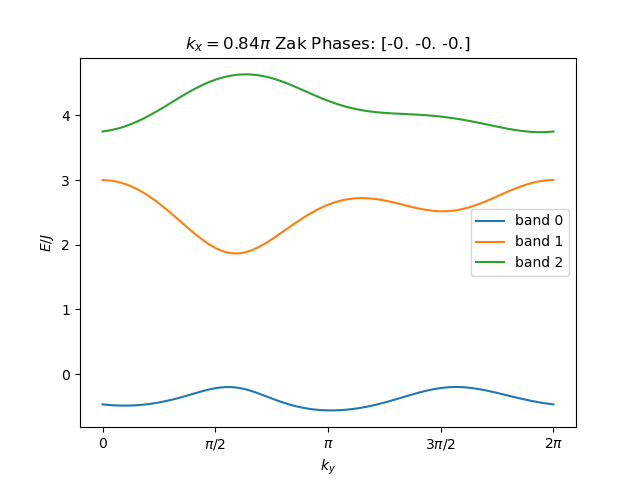 $k_x = 0.84\pi$ Zak Phases: [-0. -0. -0.]
E/J
4
3
2
1
0
band 0
band 1
band 2
0
π/2
π
3π/2
2π
$k_y$